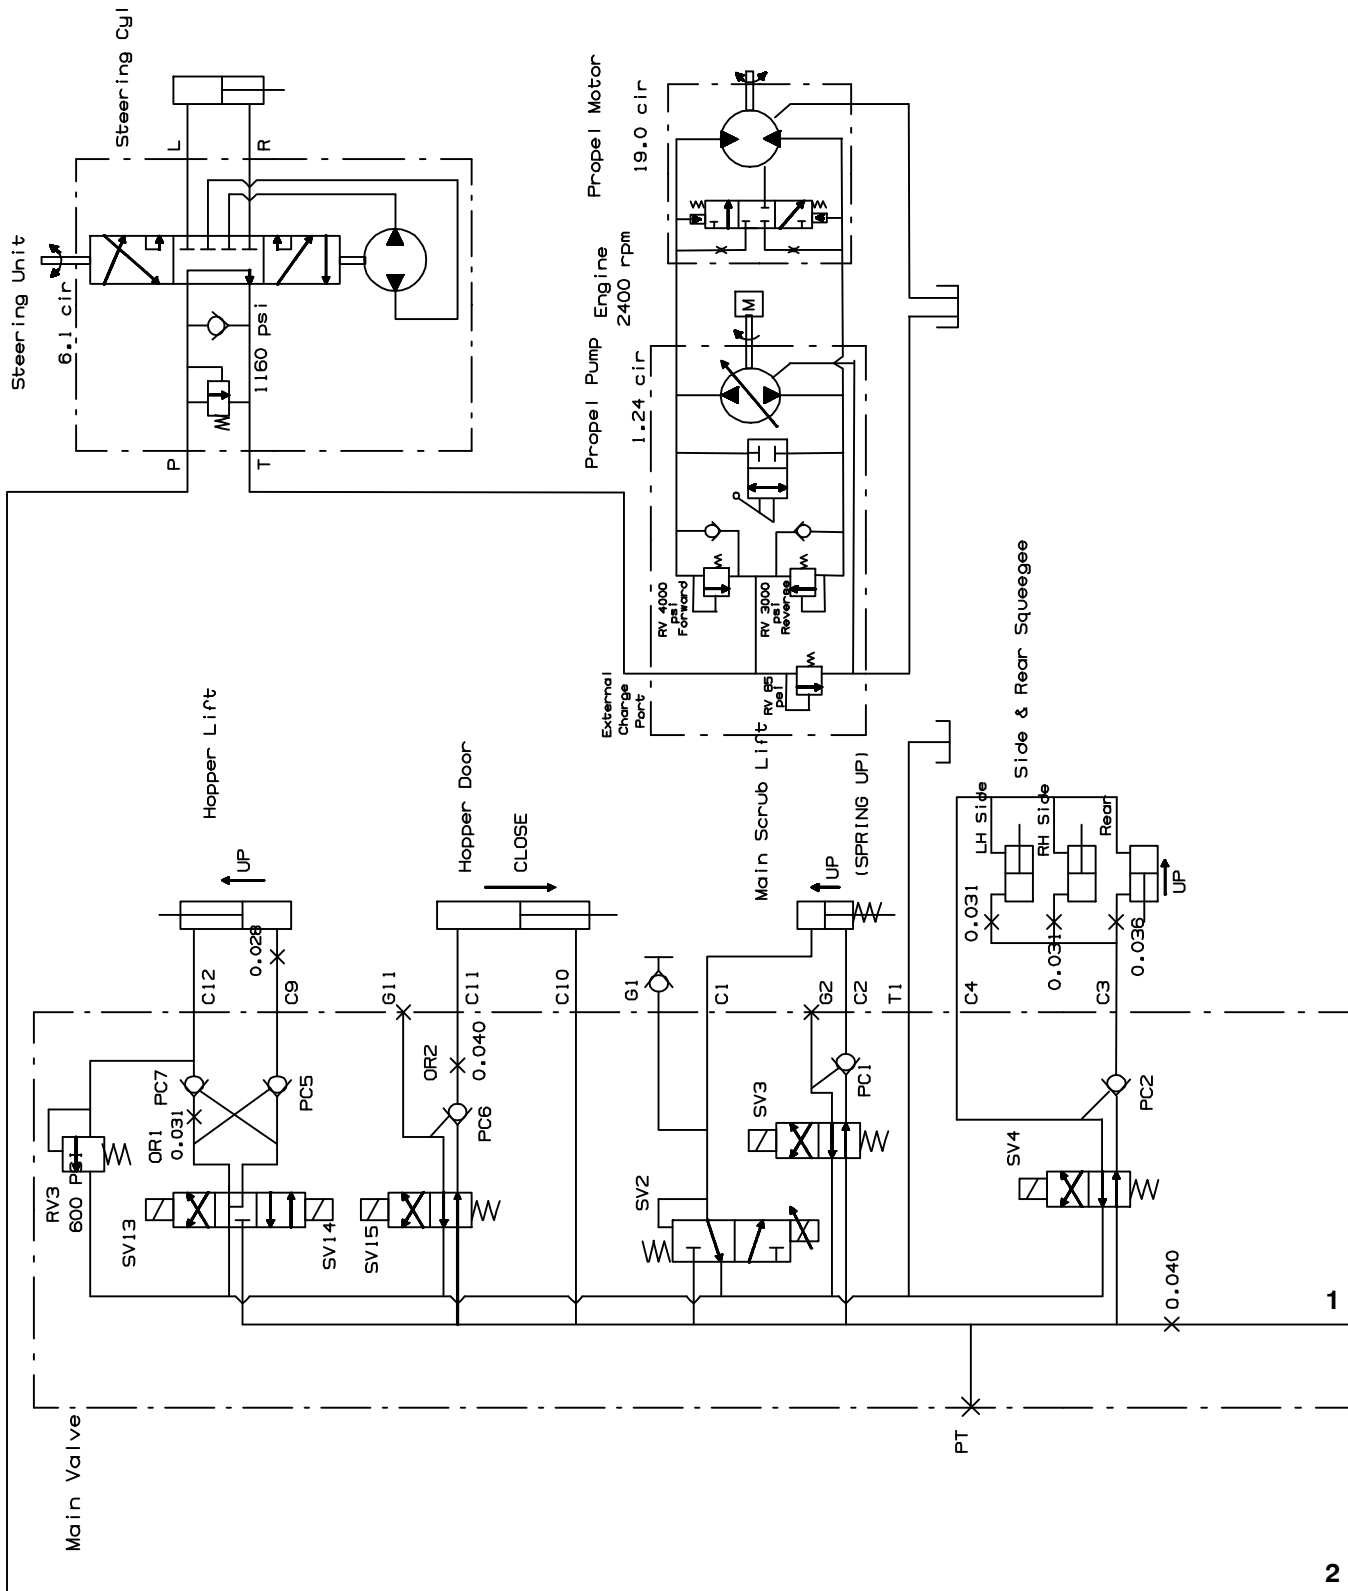 Steering Cyl
L
R
Steering Unit
6.1 cir
1160 psi
P
T
Propel Motor
19.0 cir
Engine
2400 rpm
M
Propel Pump
1.24 cir
RV 4000
psi
Forward
RV 3000
psi
Reverse
External
Charge
Port
RV 85
psi
Hopper Lift
UP
0.028
C12
C9
Hopper Door
CLOSE
G11
C11
C10
Main Scrub Lift
UP
(SPRING UP)
G1
C1
G2
C2
T1
Side & Rear Squeegee
LH Side
RH Side
Rear
UP
0.031
0.031
0.036
C4
C3
PC7
PC5
OR1
0.031
RV3
600 PSI
SV13
SV14
OR2
0.040
PC6
SV15
SV2
SV3
PC1
SV4
PC2
0.040
PT
Main Valve
1
2